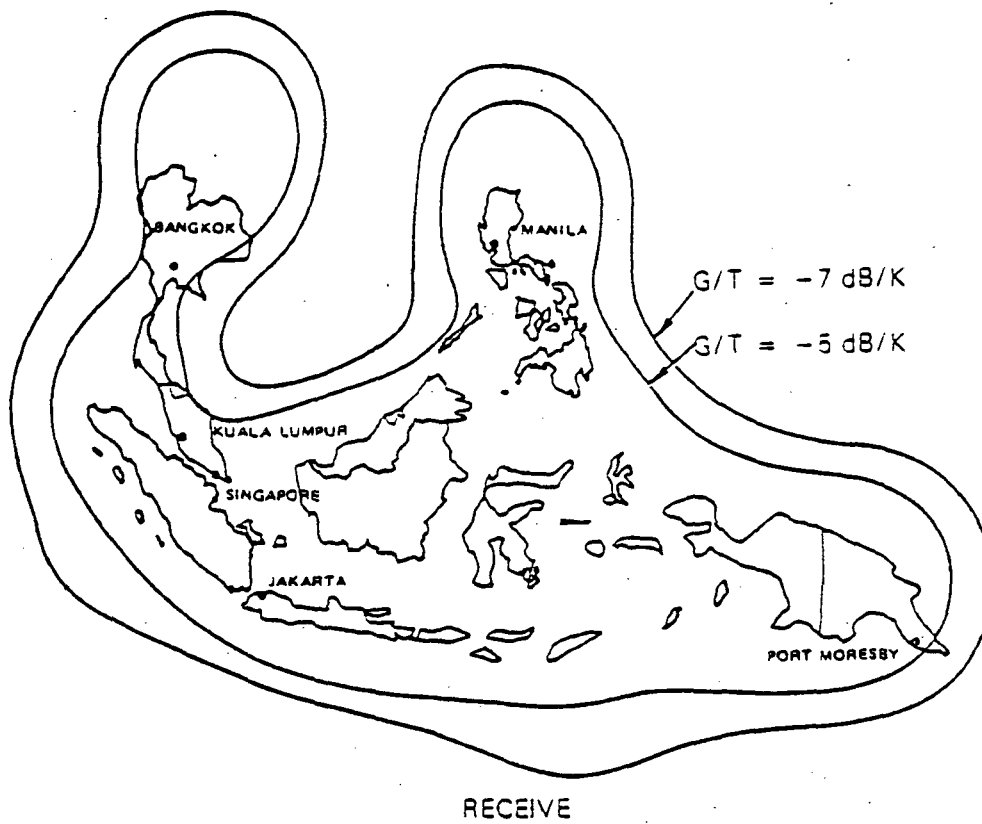 BANGKOK
MANILA
G/T = -7 dB/K
G/T = -5 dB/K
KUALA LUMPUR
SINGAPORE
JAKARTA
PORT MORESBY
RECEIVE